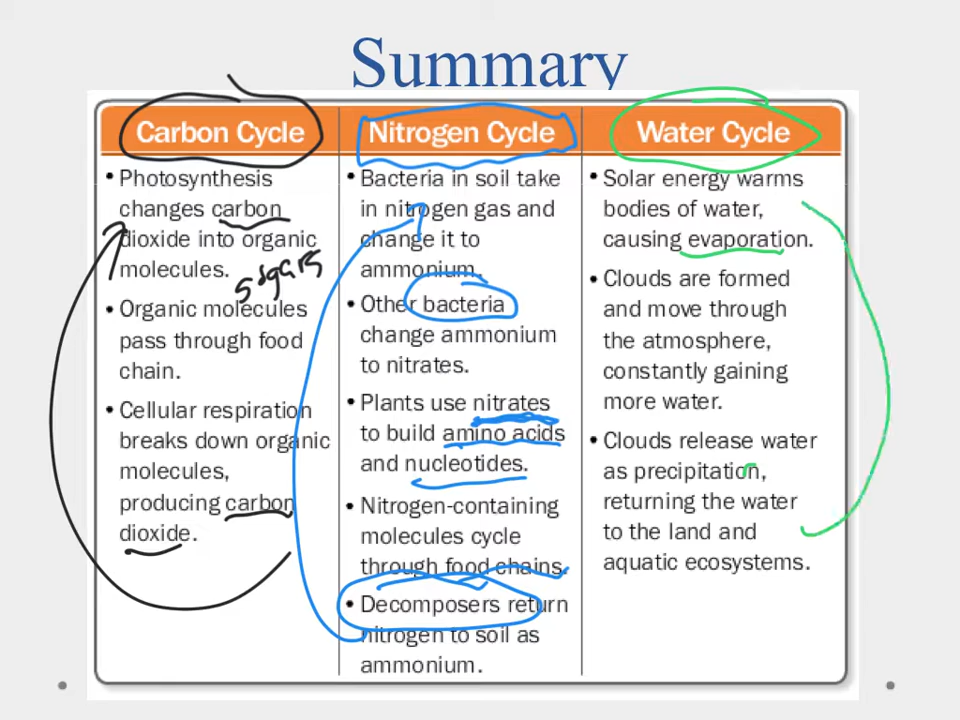 Summary
Carbon Cycle
• Photosynthesis
changes carbon
dioxide into organic
molecules.
sugars
• Organic molecules
pass through food
chain.
• Cellular respiration
breaks down organic
molecules,
producing carbon
dioxide.
Nitrogen Cycle
• Bacteria in soil take
in nitrogen gas and
change it to
ammonium.
• Other bacteria
change ammonium
to nitrates.
• Plants use nitrates
to build amino acids
and nucleotides.
• Nitrogen-containing
molecules cycle
through food chains.
• Decomposers return
nitrogen to soil as
ammonium.
Water Cycle
• Solar energy warms
bodies of water,
causing evaporation.
• Clouds are formed
and move through
the atmosphere,
constantly gaining
more water.
• Clouds release water
as precipitation,
returning the water
to the land and
aquatic ecosystems.